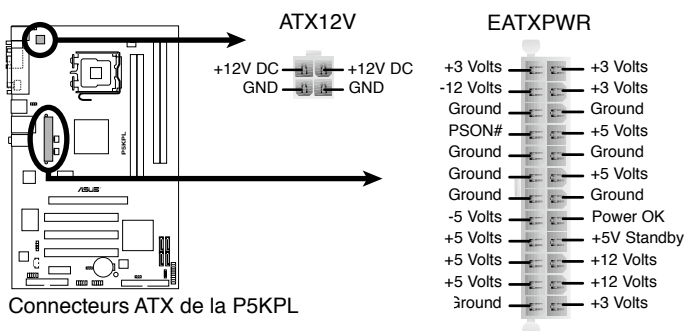 ATX12V
EATXPWR
+12V DC +12V DC
GND GND
+3 Volts +3 Volts
-12 Volts +3 Volts
Ground Ground
PSON# +5 Volts
Ground Ground
Ground +5 Volts
Ground Ground
-5 Volts Power OK
+5 Volts +5V Standby
+5 Volts +12 Volts
+5 Volts +12 Volts
Ground +3 Volts
P5KPL
ASUS
Connecteurs ATX de la P5KPL